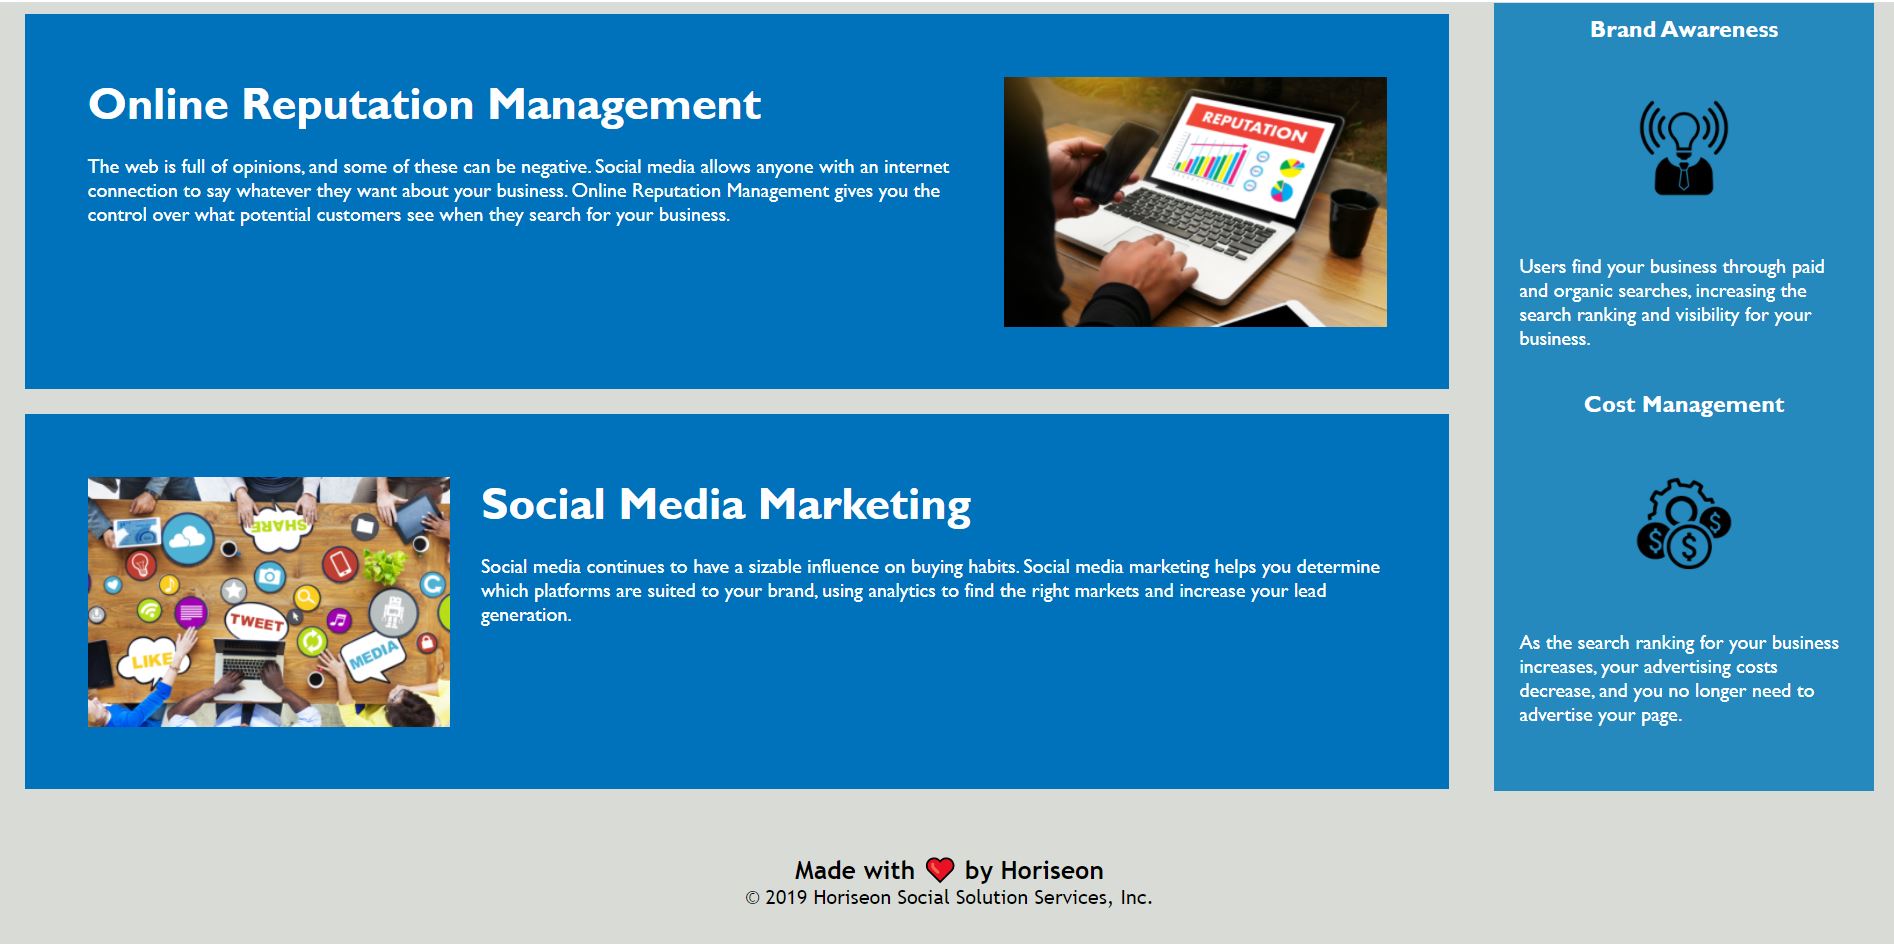 Online Reputation Management
The web is full of opinions, and some of these can be negative. Social media allows anyone with an internet
connection to say whatever they want about your business. Online Reputation Management gives you the
control over what potential customers see when they search for your business.
REPUTATION
Social Media Marketing
Social media continues to have a sizable influence on buying habits. Social media marketing helps you determine
which platforms are suited to your brand, using analytics to find the right markets and increase your lead
generation.
SHARE
TWEET
LIKE
MEDIA
Brand Awareness
Users find your business through paid
and organic searches, increasing the
search ranking and visibility for your
business.
Cost Management
$ $ $
As the search ranking for your business
increases, your advertising costs
decrease, and you no longer need to
advertise your page.
Made with ❤️ by Horiseon
© 2019 Horiseon Social Solution Services, Inc.